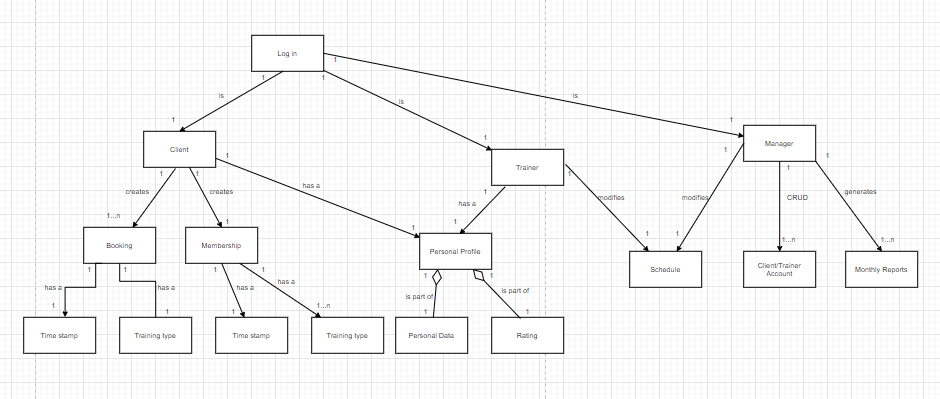 Log in
1
1
1
is
is
is
1
1
1
Client
Trainer
Manager
1
1
1
1
1
1
1
1
1
creates
creates
has a
has a
modifies
modifies
CRUD
generates
1...n
1
1
1
1
1
1...n
1...n
Booking
Membership
Personal Profile
Schedule
Client/Trainer
Account
Monthly Reports
1
1
1
1
1
1
has a
has a
has a
has a
is part of
is part of
1
1
1
1...n
1
1
Time stamp
Training type
Time stamp
Training type
Personal Data
Rating